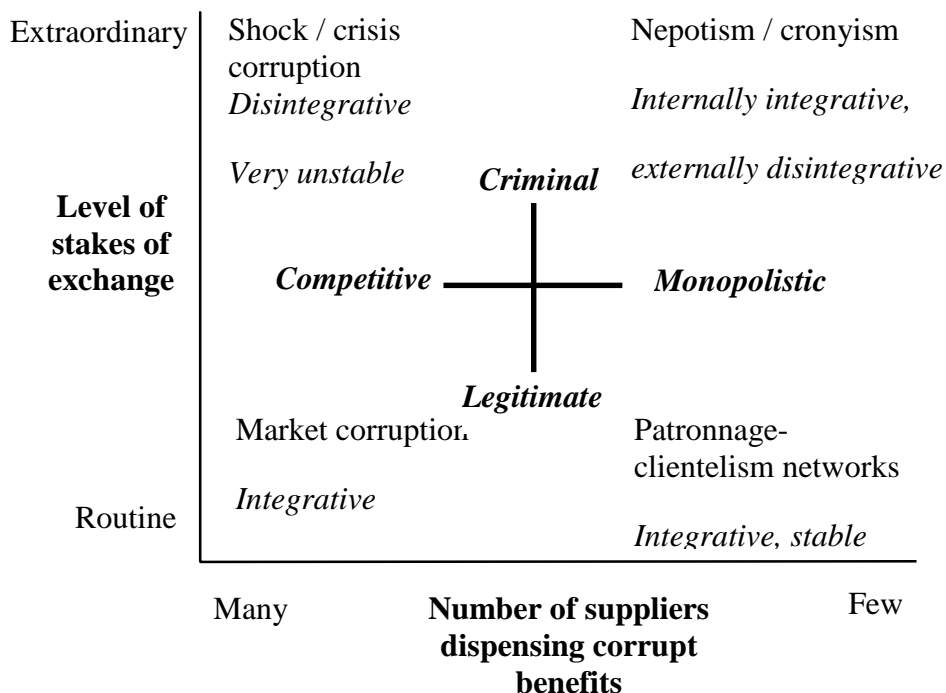 Extraordinary
Shock / crisis
corruption
Disintegrative
Very unstable
Nepotism / cronyism
Internally integrative,
externally disintegrative
Criminal
Level of
stakes of
exchange
Competitive
Monopolistic
Legitimate
Market corruption
Integrative
Patronnage-
clientelism networks
Integrative, stable
Routine
Many
Number of suppliers
dispensing corrupt
benefits
Few